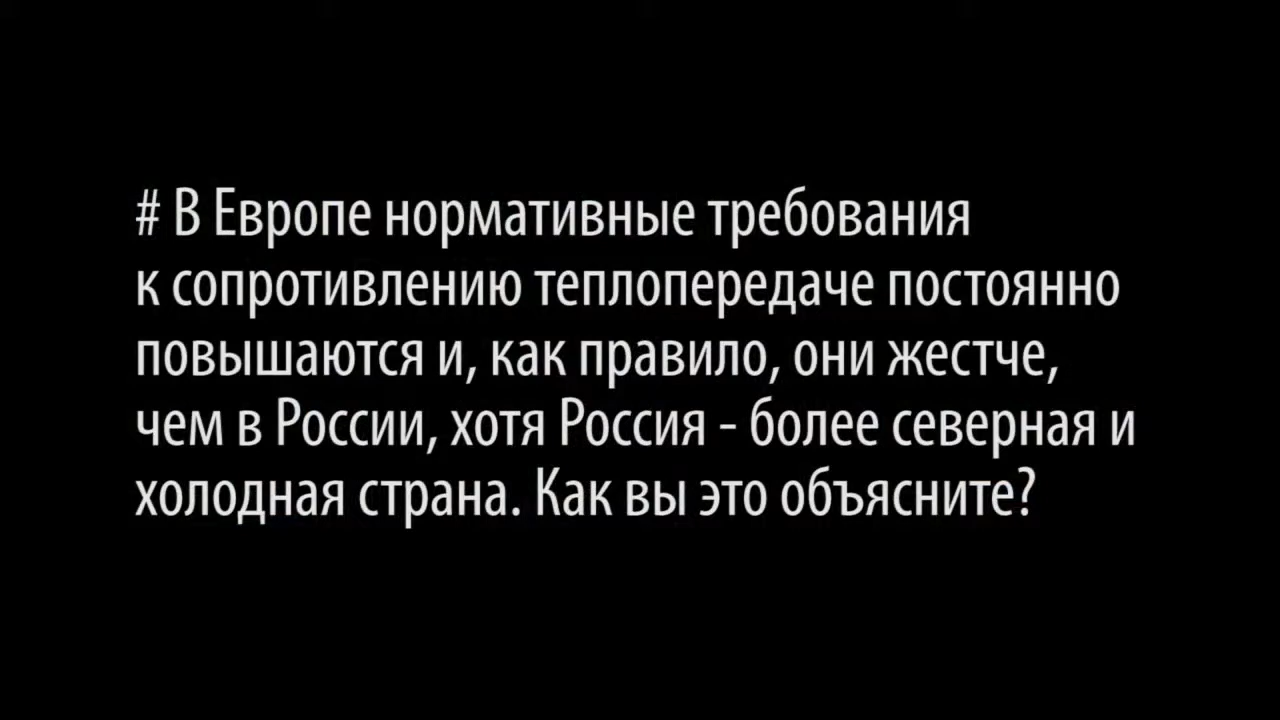 # В Европе нормативные требования
к сопротивлению теплопередаче постоянно
повышаются и, как правило, они жестче,
чем в России, хотя Россия - более северная и
холодная страна. Как вы это объясните?